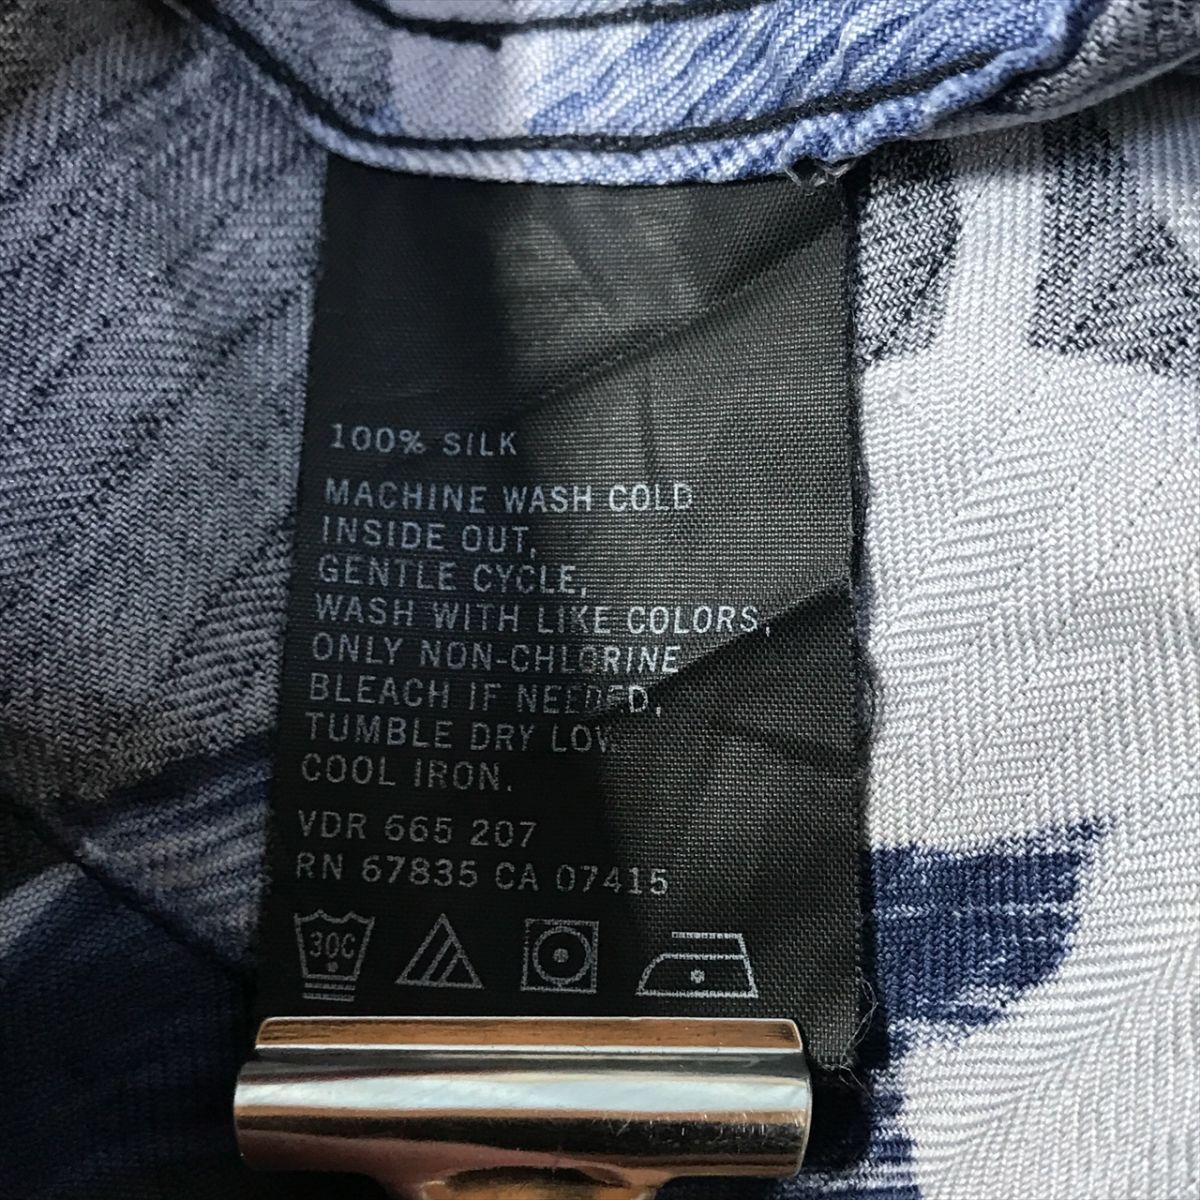 100% SILK
MACHINE WASH COLD
INSIDE OUT,
GENTLE CYCLE,
WASH WITH LIKE COLORS,
ONLY NON-CHLORINE
BLEACH IF NEEDED,
TUMBLE DRY LOW
COOL IRON.
VDR 665 207
RN 67835 CA 07415
30C